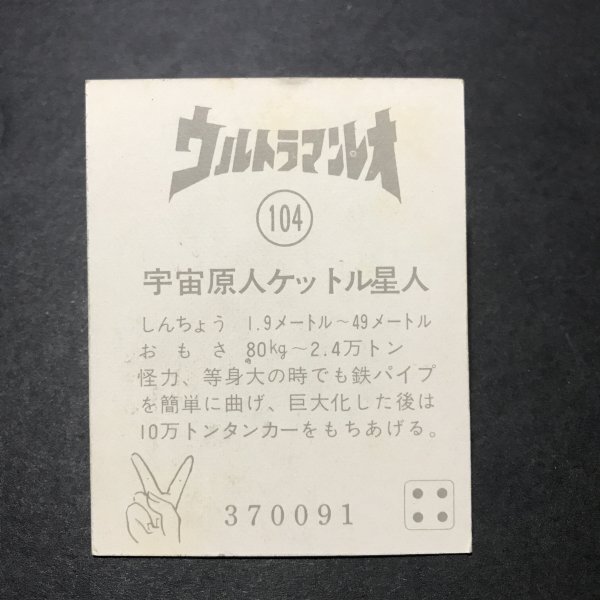 ウルトラマンレオ
104
宇宙原人ケットル星人
しんちょう 1.9メートル～49メートル
おもさ 80kg～2.4万トン
怪力、等身大の時でも鉄パイプ
を簡単に曲げ、巨大化した後は
10万トンタンカーをもちあげる。
370091